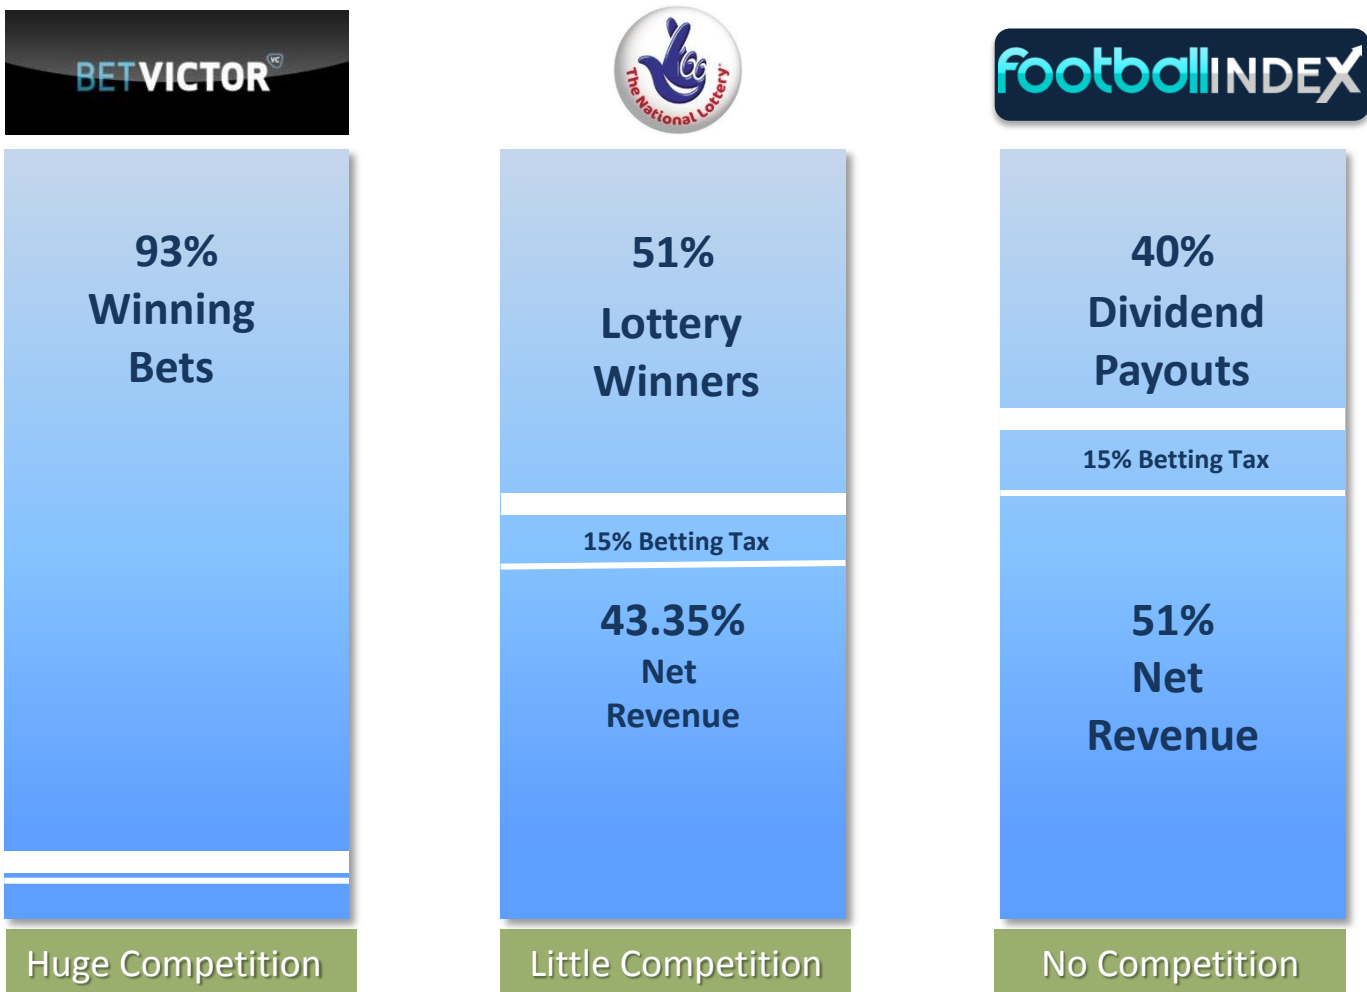 BETVICTOR VC
The National Lottery
footballINDEX
93%
Winning
Bets
51%
Lottery
Winners
15% Betting Tax
43.35%
Net
Revenue
40%
Dividend
Payouts
15% Betting Tax
51%
Net
Revenue
Huge Competition
Little Competition
No Competition